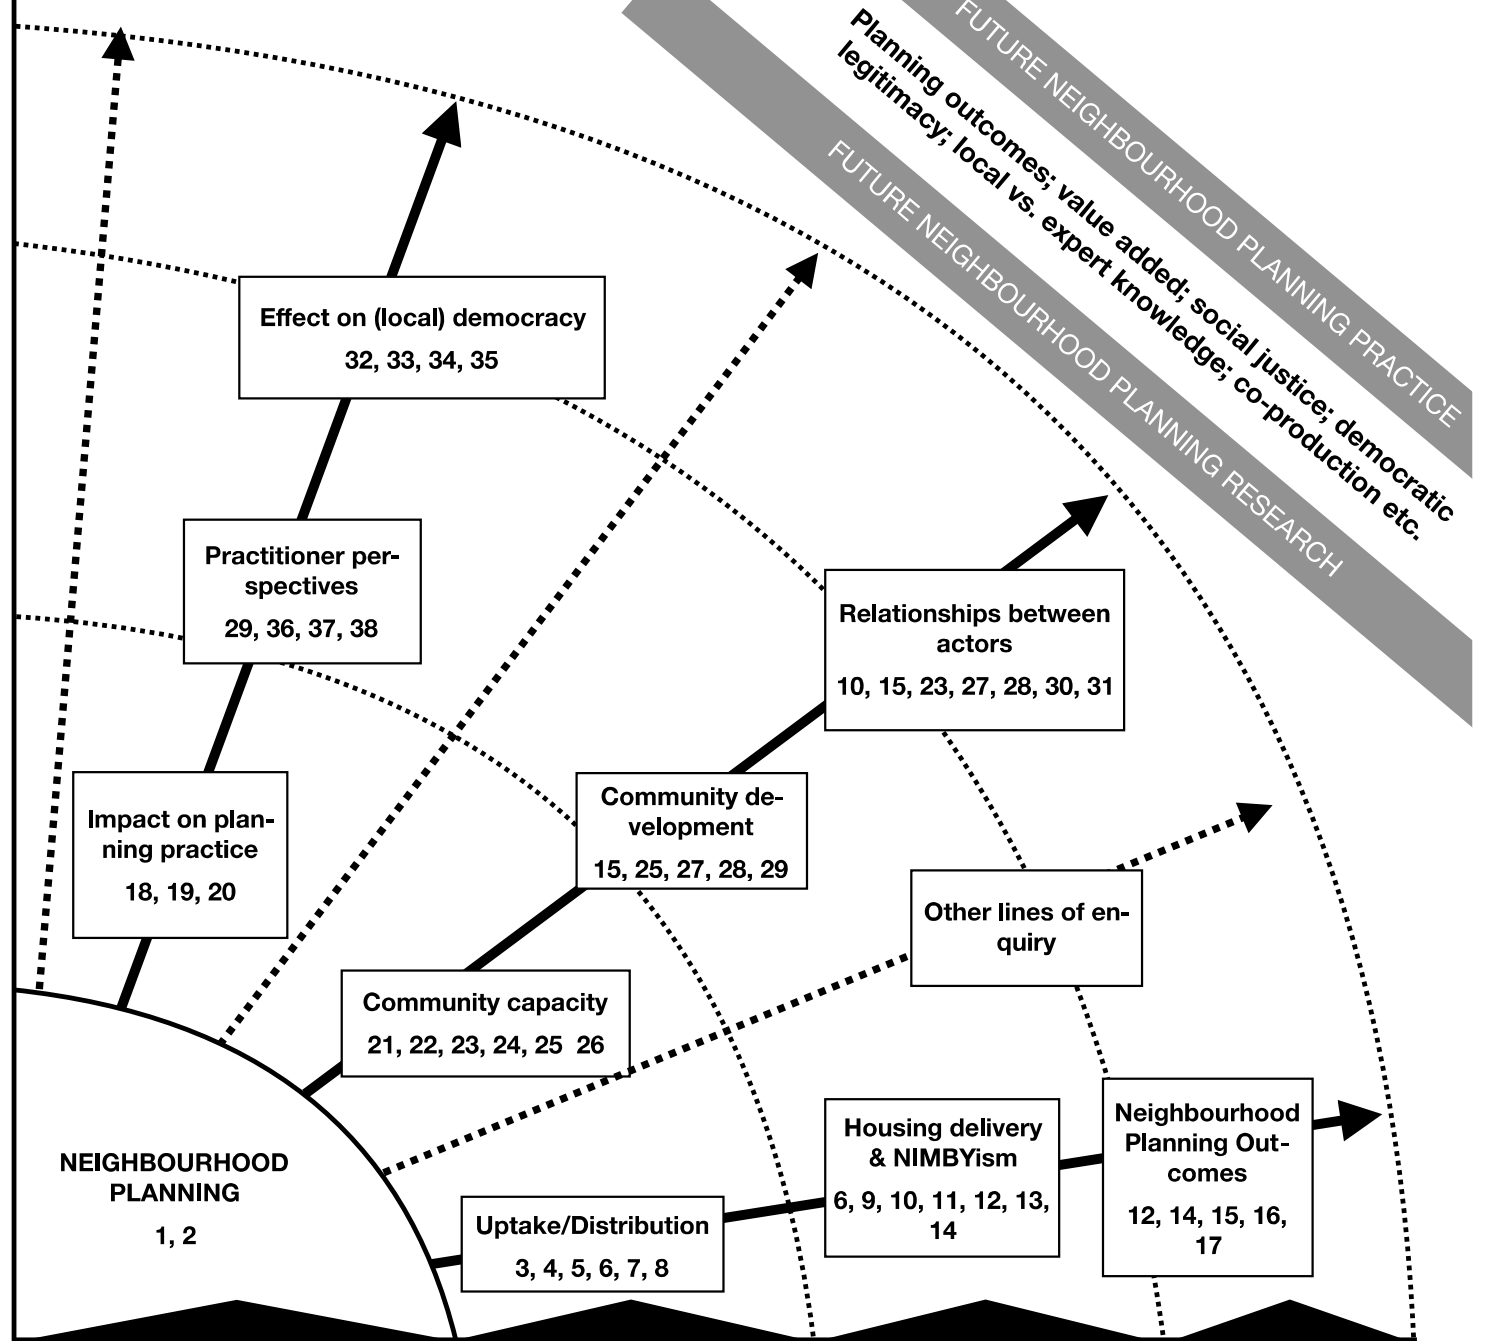 FUTURE NEIGHBOURHOOD PLANNING PRACTICE
Planning outcomes; value added; social justice; democratic
legitimacy; local vs. expert knowledge; co-production etc.
FUTURE NEIGHBOURHOOD PLANNING RESEARCH
Effect on (local) democracy
32, 33, 34, 35
Practitioner per-
spectives
29, 36, 37, 38
Relationships between
actors
10, 15, 23, 27, 28, 30, 31
Impact on plan-
ning practice
18, 19, 20
Community de-
velopment
15, 25, 27, 28, 29
Other lines of en-
quiry
Community capacity
21, 22, 23, 24, 25  26
Housing delivery
& NIMBYism
6, 9, 10, 11, 12, 13,
14
Neighbourhood
Planning Out-
comes
12, 14, 15, 16,
17
NEIGHBOURHOOD
PLANNING
1, 2
Uptake/Distribution
3, 4, 5, 6, 7, 8